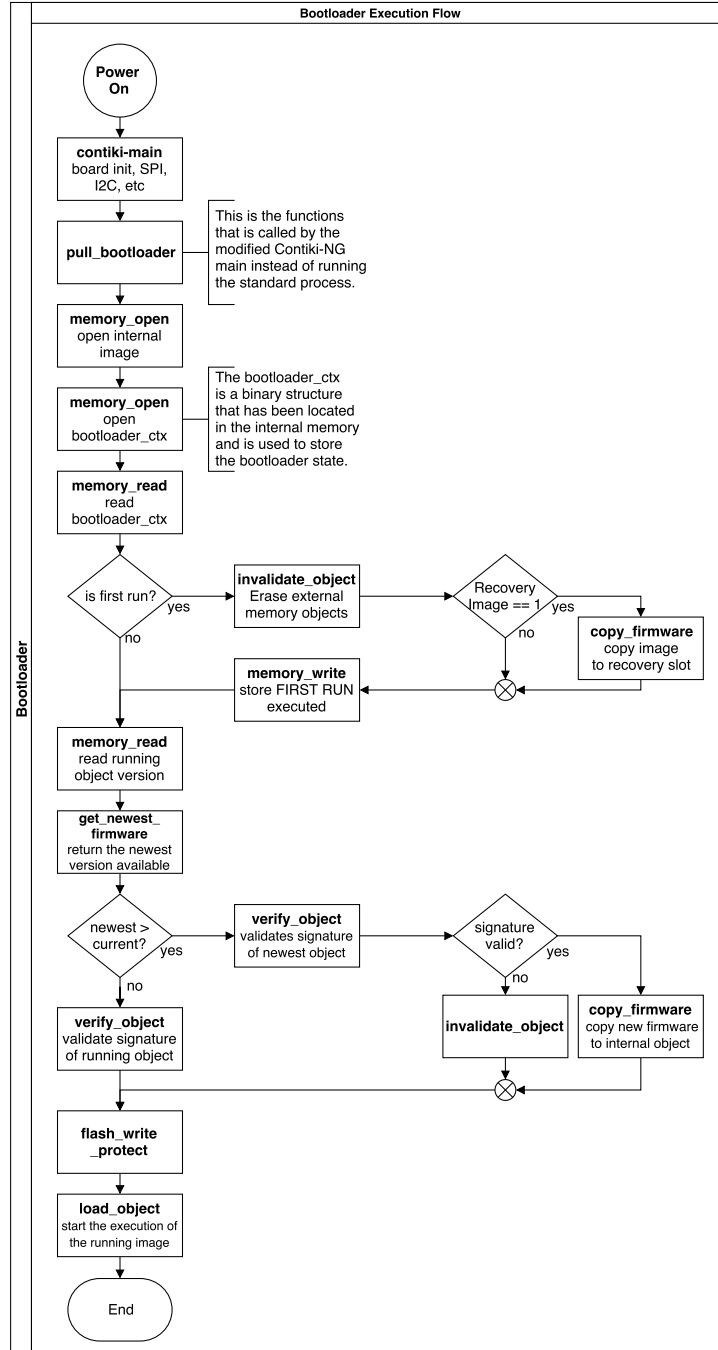 Bootloader Execution Flow
Bootloader
Power
On
contiki-main
board init, SPI,
I2C, etc
pull_bootloader
This is the functions
that is called by the
modified Contiki-NG
main instead of running
the standard process.
memory_open
open internal
image
memory_open
open
bootloader_ctx
The bootloader_ctx
is a binary structure
that has been located
in the internal memory
and is used to store
the bootloader state.
memory_read
read
bootloader_ctx
is first run?
yes
no
invalidate_object
Erase external
memory objects
Recovery
Image == 1
yes
no
copy_firmware
copy image
to recovery slot
memory_write
store FIRST RUN
executed
memory_read
read running
object version
get_newest_
firmware
return the newest
version available
newest >
current?
yes
no
verify_object
validates signature
of newest object
signature
valid?
yes
no
verify_object
validate signature
of running object
invalidate_object
copy_firmware
copy new firmware
to internal object
flash_write
_protect
load_object
start the execution of
the running image
End